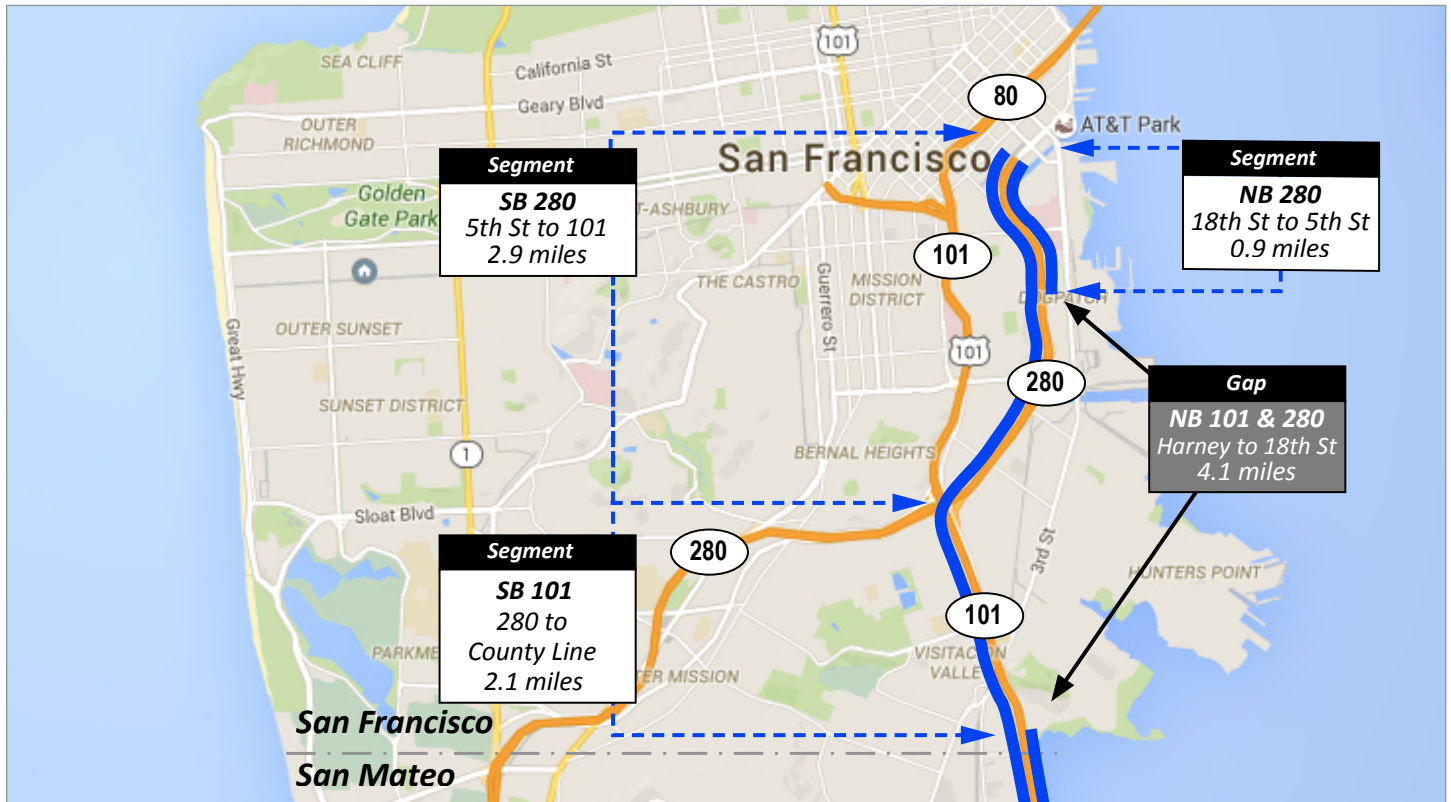 101
SEA CLIFF
California St
80
Geary Blvd
OUTER
RICHMOND
AT&T Park
San Francisco
Segment
SB 280
5th St to 101
2.9 miles
Segment
NB 280
18th St to 5th St
0.9 miles
Golden
Gate Park
T-ASHBURY
101
THE CASTRO
Guerrero St
MISSION
DISTRICT
DOGPATCH
Great Hwy
OUTER SUNSET
101
280
Gap
NB 101 & 280
Harney to 18th St
4.1 miles
SUNSET DISTRICT
1
BERNAL HEIGHTS
Sloat Blvd
280
3rd St
HUNTERS POINT
Segment
SB 101
280 to
County Line
2.1 miles
101
PARKME
TER MISSION
VISITACION
VALLE
San Francisco
San Mateo